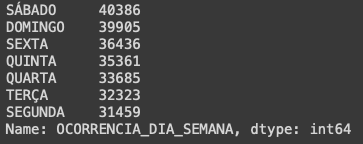 SÁBADO 40386
DOMINGO 39905
SEXTA 36436
QUINTA 35361
QUARTA 33685
TERÇA 32323
SEGUNDA 31459
Name: OCORRENCIA_DIA_SEMANA, dtype: int64